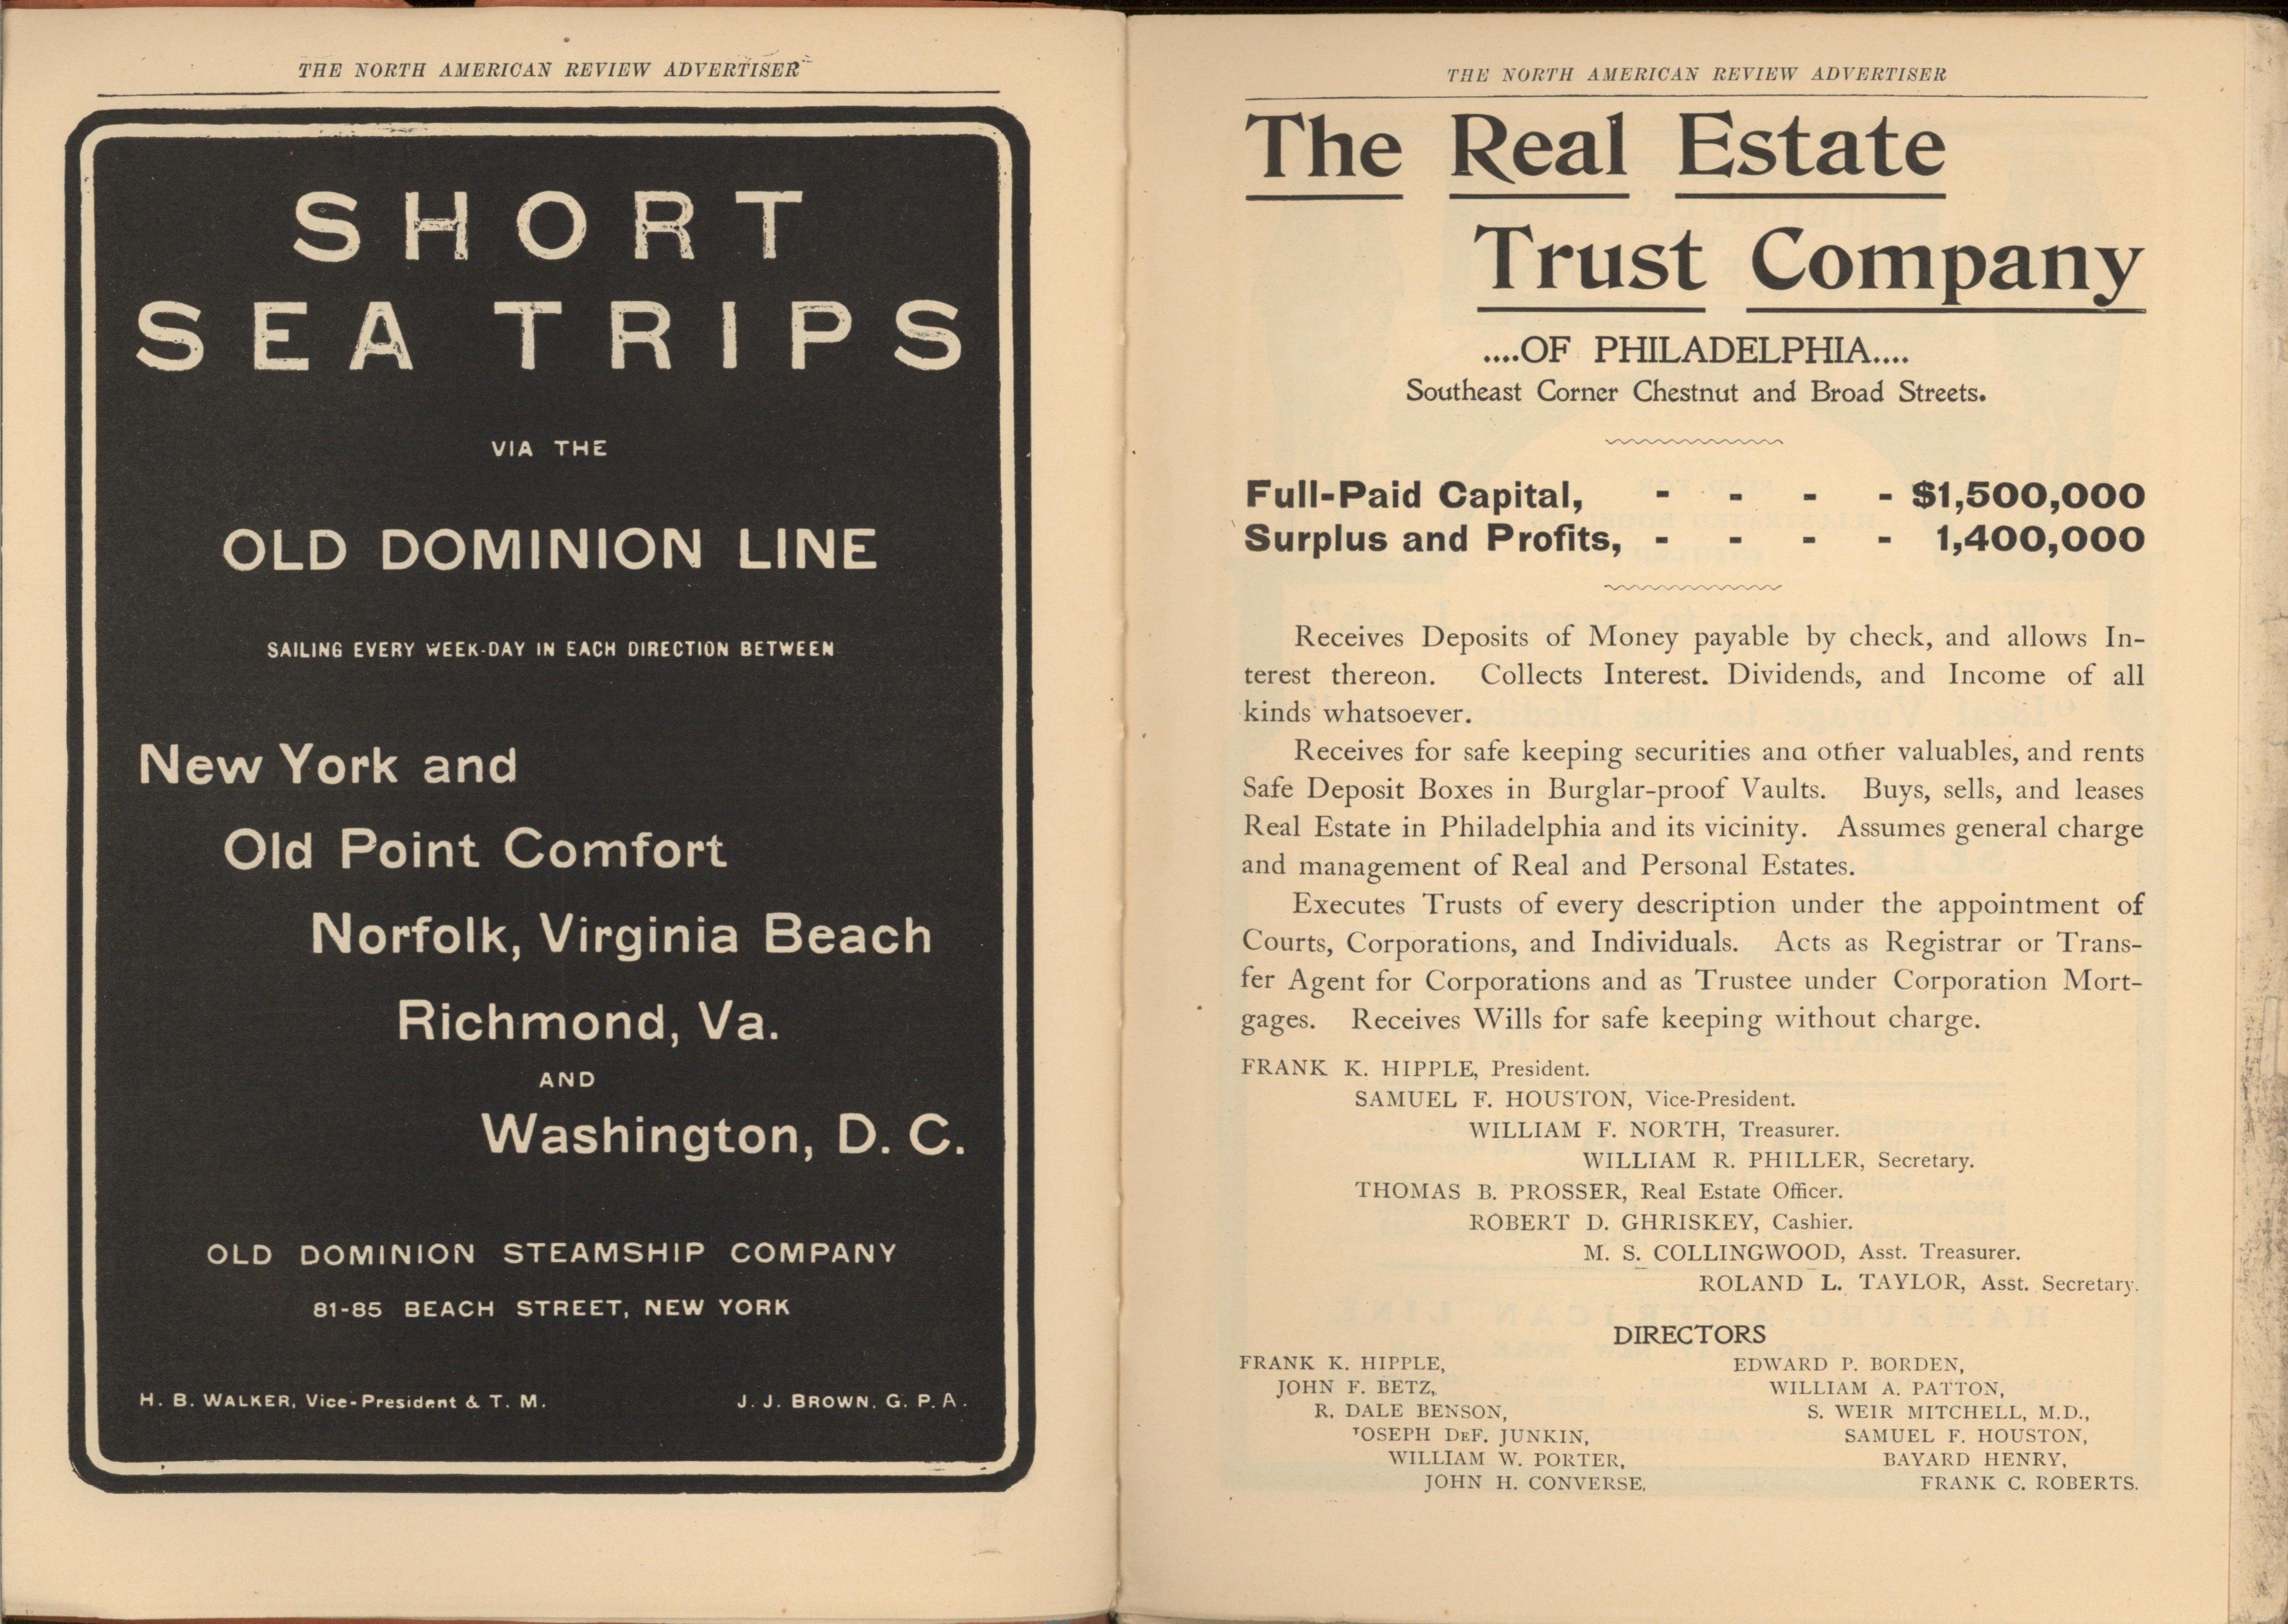 THE NORTH AMERICAN REVIEW ADVERTISER
SHORT
SEA TRIPS
VIA THE
OLD DOMINION LINE
SAILING EVERY WEEK-DAY IN EACH DIRECTION BETWEEN
New York and
Old Point Comfort
Norfolk, Virginia Beach
Richmond, Va.
AND
Washington, D. C.
OLD DOMINION STEAMSHIP COMPANY
81-85 BEACH STREET, NEW YORK
H. B. WALKER, Vice-President & T. M. J. J. BROWN, G. P. A.
THE NORTH AMERICAN REVIEW ADVERTISER
The Real Estate
Trust Company
....OF PHILADELPHIA....
Southeast Corner Chestnut and Broad Streets.
Full-Paid Capital, - - - - $1,500,000
Surplus and Profits, - - - - 1,400,000
Receives Deposits of Money payable by check, and allows In-
terest thereon. Collects Interest. Dividends, and Income of all
kinds whatsoever.
Receives for safe keeping securities and other valuables, and rents
Safe Deposit Boxes in Burglar-proof Vaults. Buys, sells, and leases
Real Estate in Philadelphia and its vicinity. Assumes general charge
and management of Real and Personal Estates.
Executes Trusts of every description under the appointment of
Courts, Corporations, and Individuals. Acts as Registrar or Trans-
fer Agent for Corporations and as Trustee under Corporation Mort-
gages. Receives Wills for safe keeping without charge.
FRANK K. HIPPLE, President.
SAMUEL F. HOUSTON, Vice-President.
WILLIAM F. NORTH, Treasurer.
WILLIAM R. PHILLER, Secretary.
THOMAS B. PROSSER, Real Estate Officer.
ROBERT D. GHRISKEY, Cashier.
M. S. COLLINGWOOD, Asst. Treasurer.
ROLAND L. TAYLOR, Asst. Secretary.
DIRECTORS
FRANK K. HIPPLE, EDWARD P. BORDEN,
JOHN F. BETZ, WILLIAM A. PATTON,
R. DALE BENSON, S. WEIR MITCHELL, M.D.,
JOSEPH DEF. JUNKIN, SAMUEL F. HOUSTON,
WILLIAM W. PORTER, BAYARD HENRY,
JOHN H. CONVERSE, FRANK C. ROBERTS.